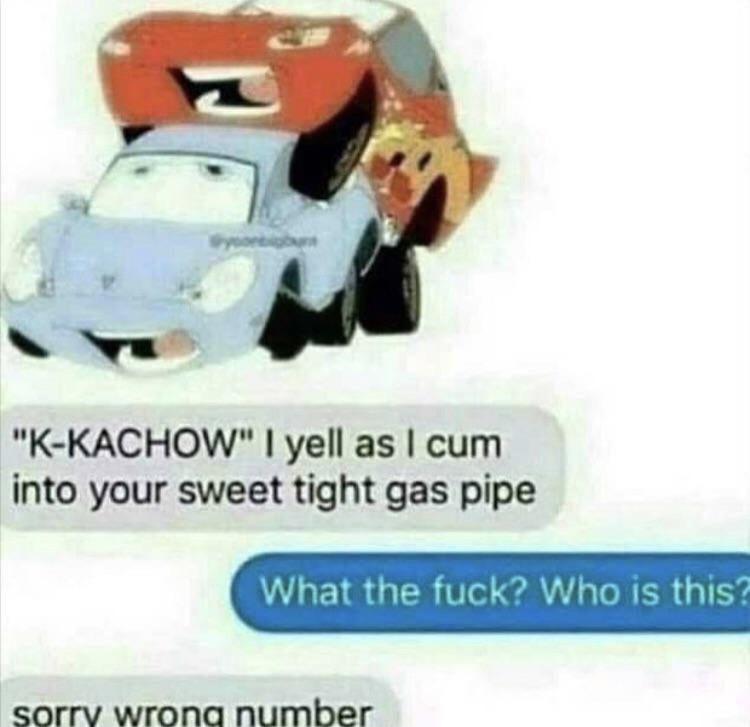 "K-KACHOW" I yell as I cum
into your sweet tight gas pipe
What the fuck? Who is this?
sorry wrong number